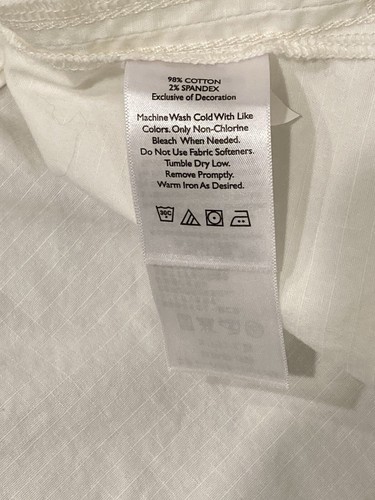 98% COTTON
2% SPANDEX
Exclusive of Decoration
Machine Wash Cold With Like
Colors. Only Non-Chlorine
Bleach When Needed.
Do Not Use Fabric Softeners.
Tumble Dry Low.
Remove Promptly.
Warm Iron As Desired.
30C